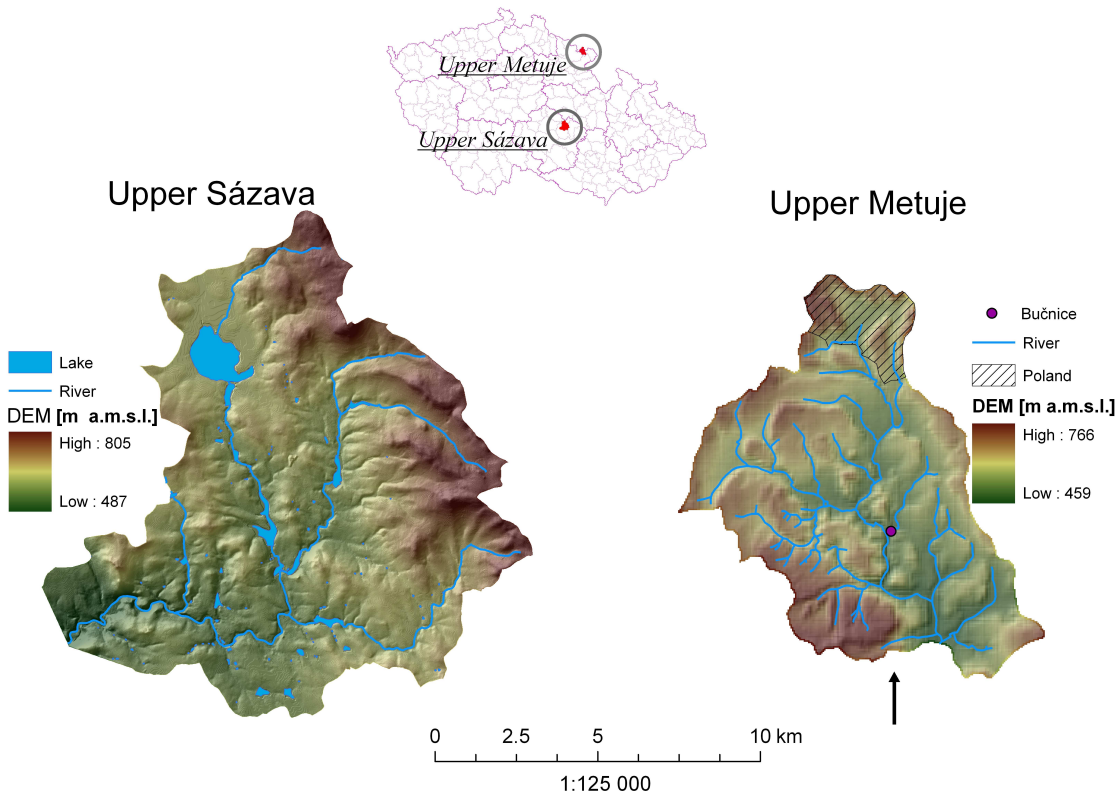 Upper Metuje
Upper Sázava
Upper Sázava
Upper Metuje
Lake
River
DEM [m a.m.s.l.]
High : 805
Low : 487
Bučnice
River
Poland
DEM [m a.m.s.l.]
High : 766
Low : 459
0 2.5 5 10 km
1:125 000